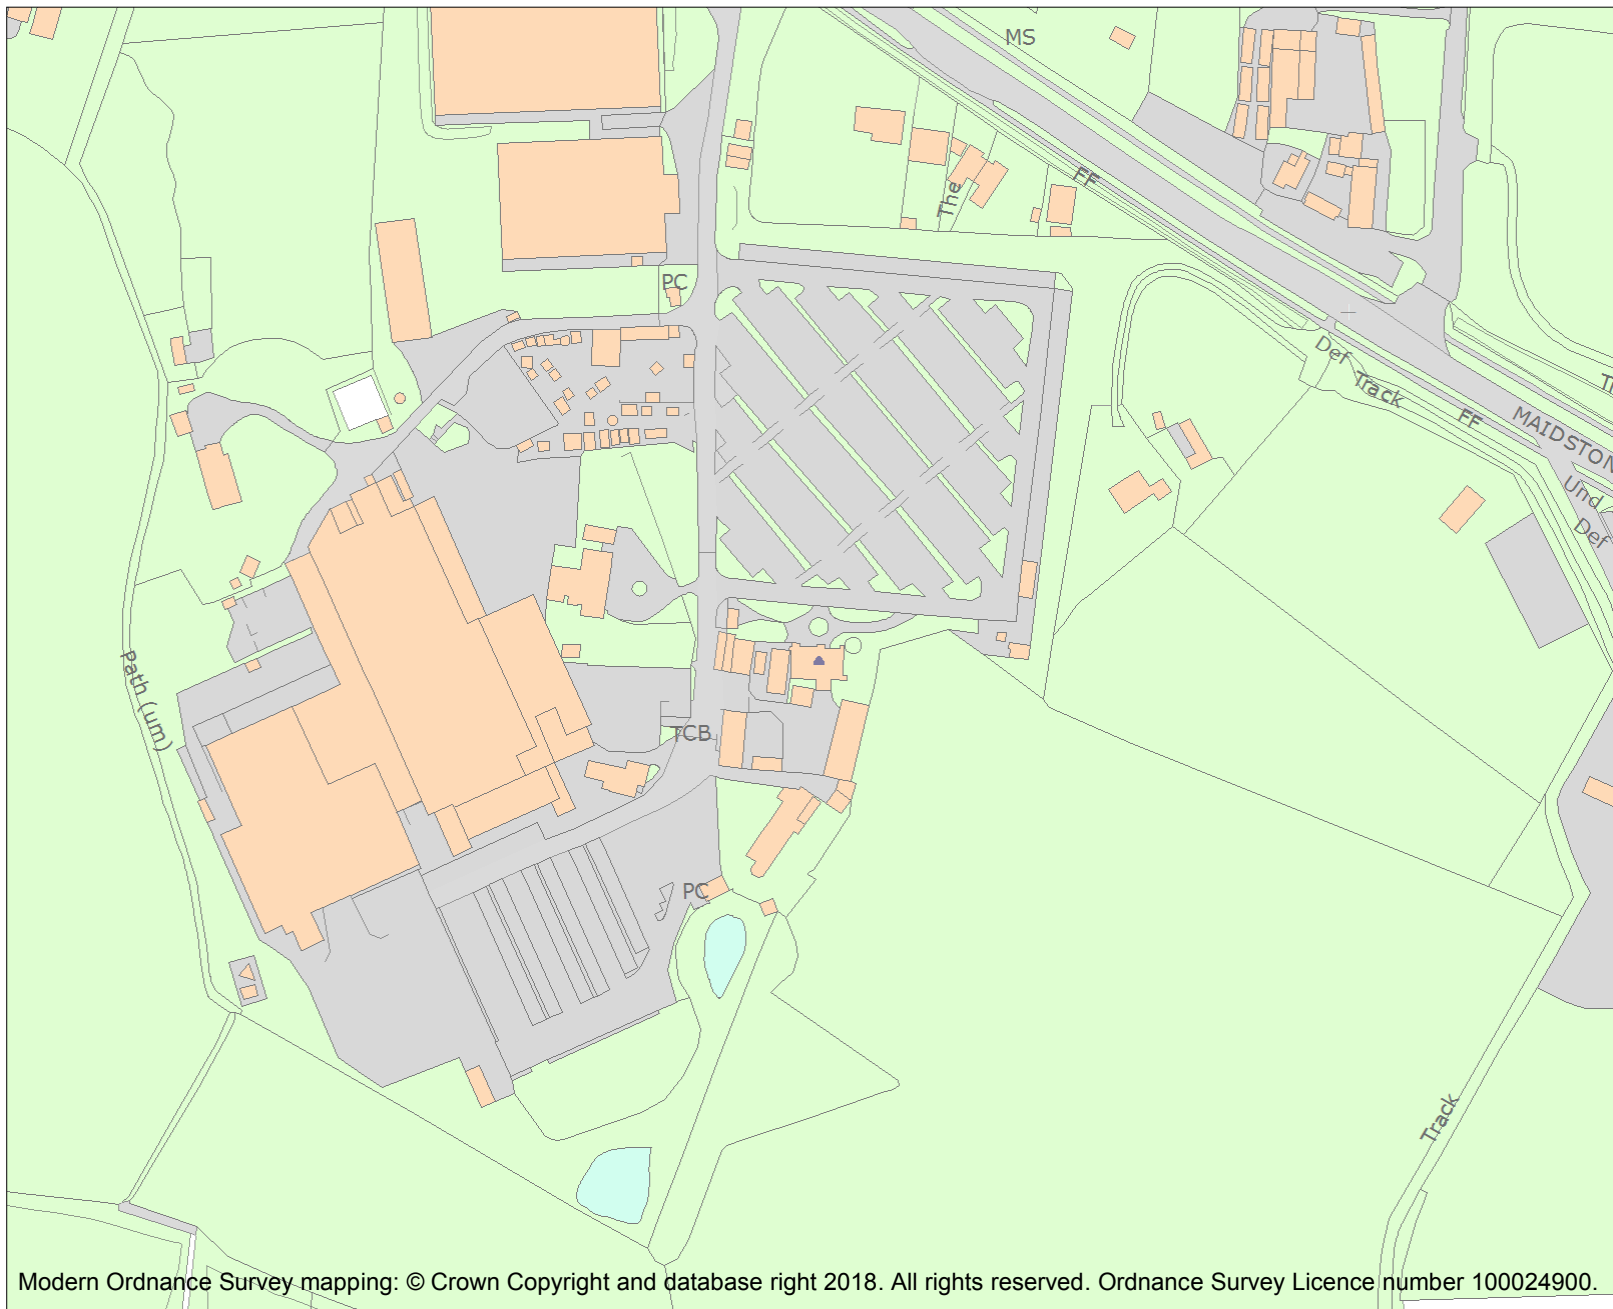 MS
FF
The
PC
Def
Track
FF
MAIDSTON
Und
Def
Path (um)
TCB
PC
Track
Modern Ordnance Survey mapping: © Crown Copyright and database right 2018. All rights reserved. Ordnance Survey Licence number 100024900.